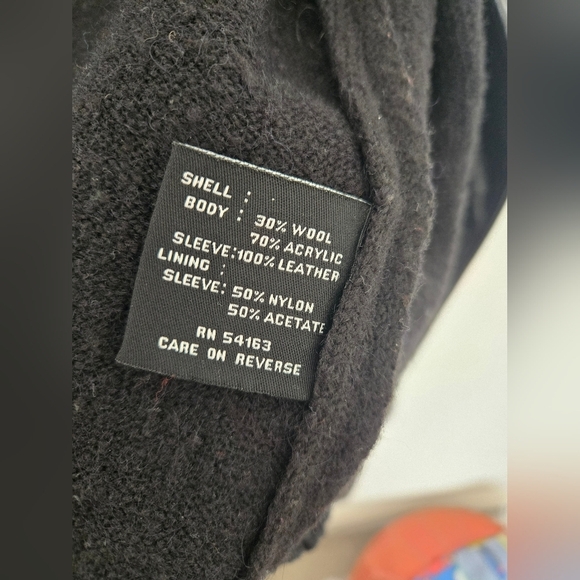 SHELL :
BODY : 30% WOOL
70% ACRYLIC
SLEEVE: 100% LEATHER
LINING :
SLEEVE: 50% NYLON
50% ACETATE
RN 54163
CARE ON REVERSE